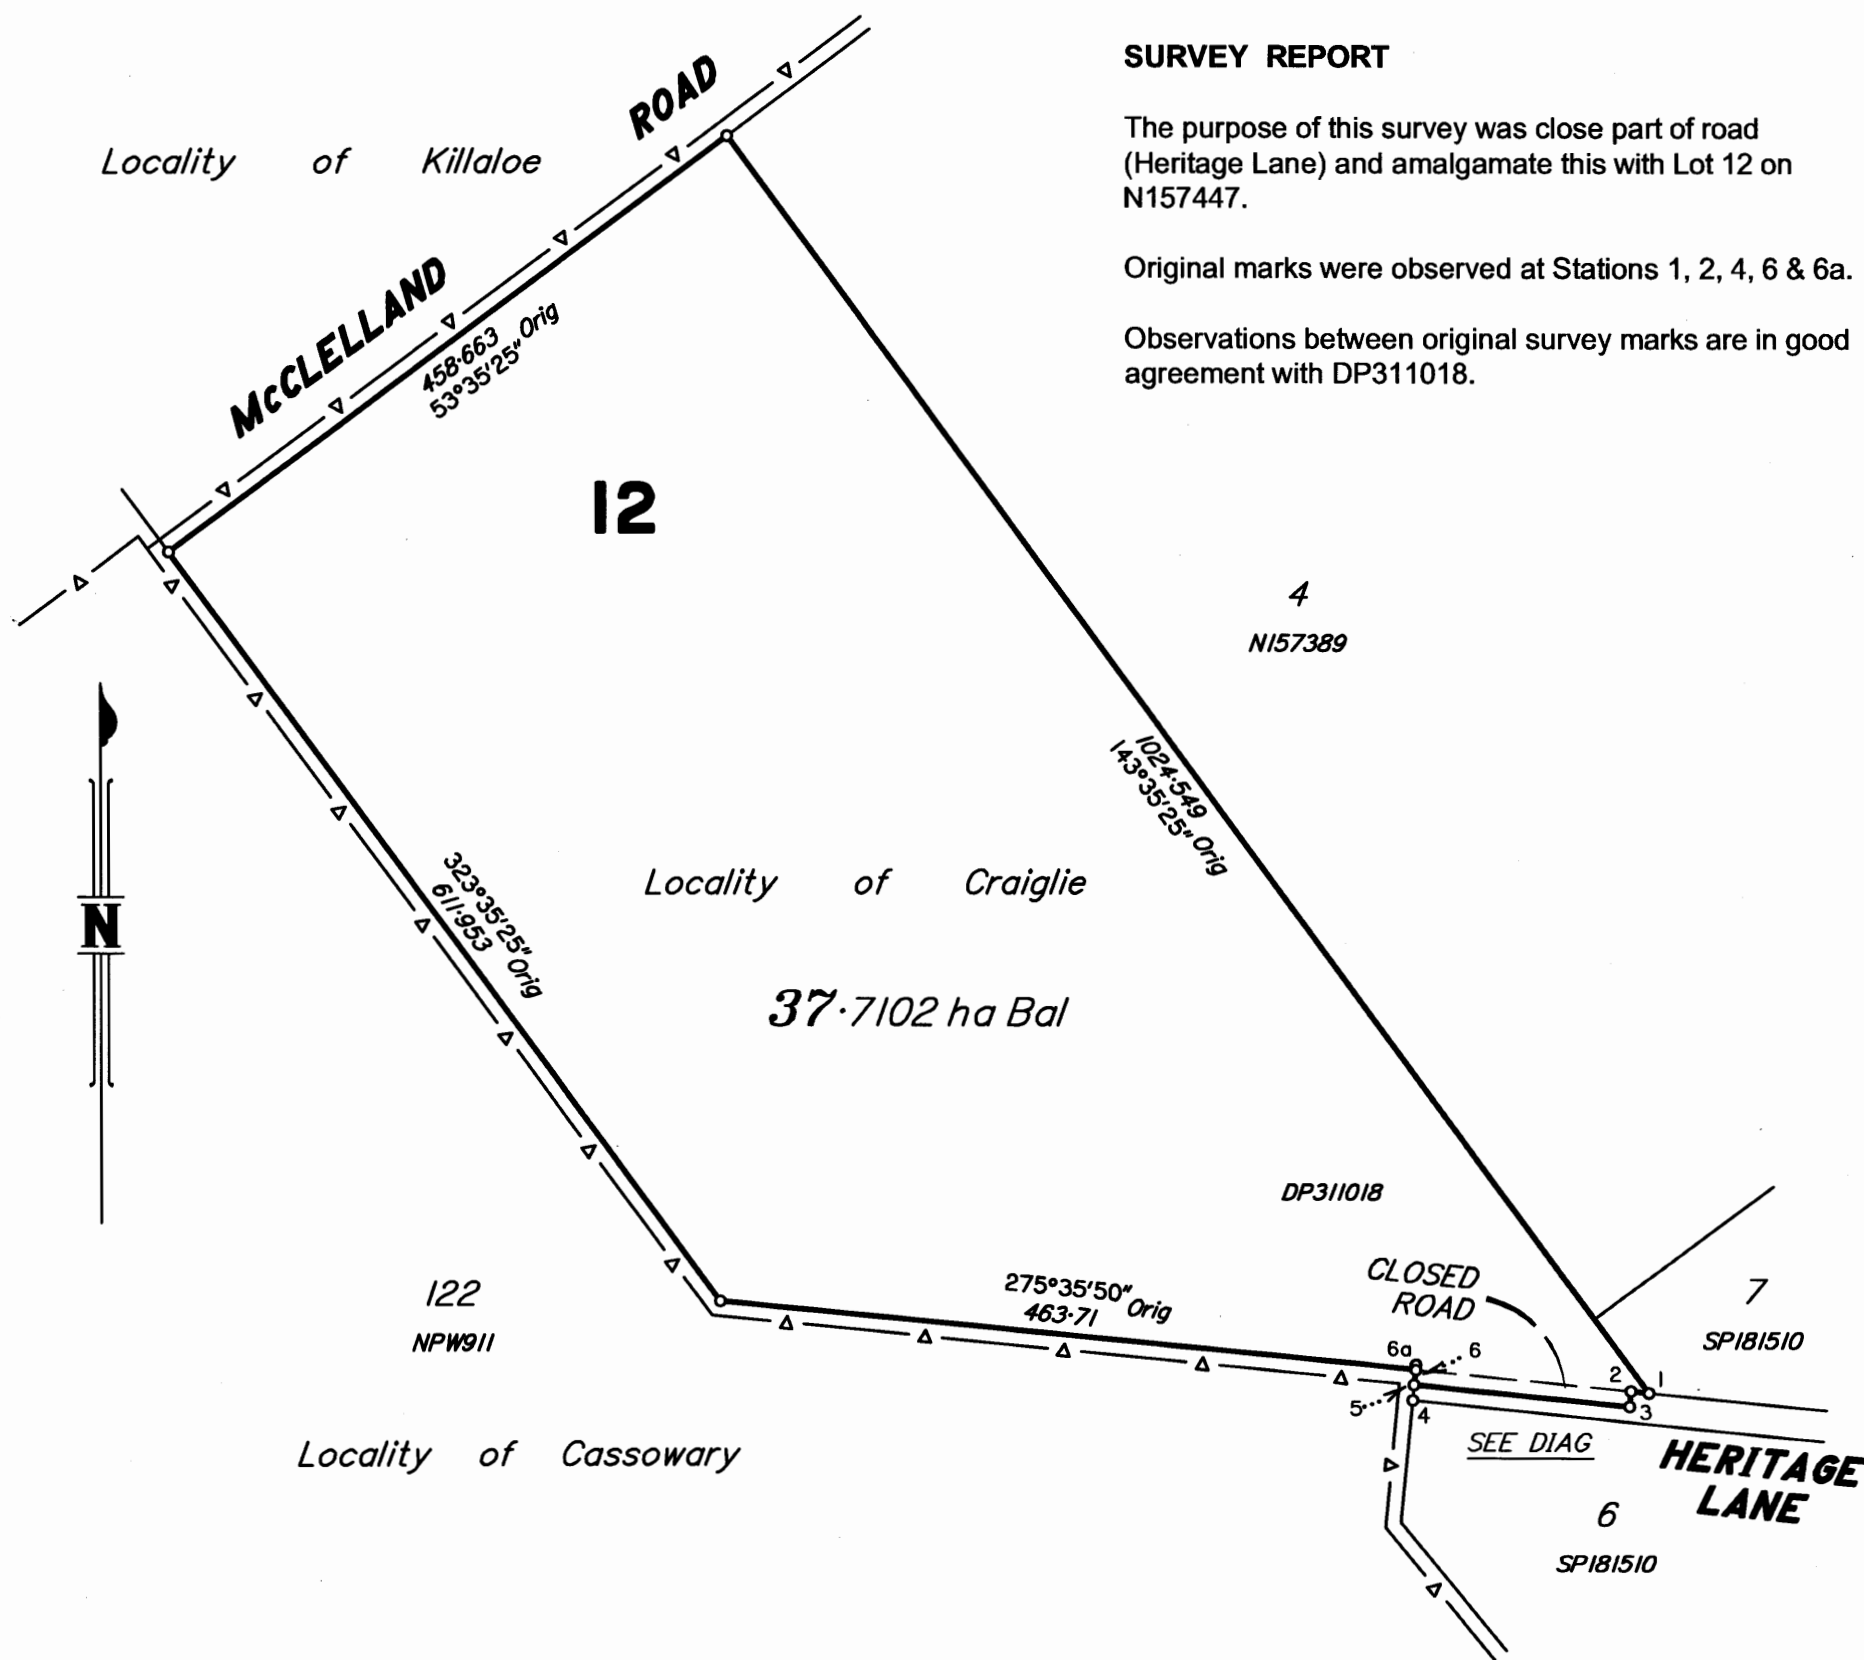 SURVEY REPORT
The purpose of this survey was close part of road
(Heritage Lane) and amalgamate this with Lot 12 on
N157447.
Original marks were observed at Stations 1, 2, 4, 6 & 6a.
Observations between original survey marks are in good
agreement with DP311018.
Locality of Killaloe
McCLELLAND ROAD
458·663
53°35'25" Orig
12
4
N157389
1024·549
143°35'25" Orig
323°35'25" Orig
611·953
N
Locality of Craiglie
37·7102 ha Bal
DP311018
122
NPW911
275°35'50" Orig
463·71
CLOSED
ROAD
7
SP181510
6a
6
2
1
5
4
3
SEE DIAG
HERITAGE
LANE
Locality of Cassowary
6
SP181510